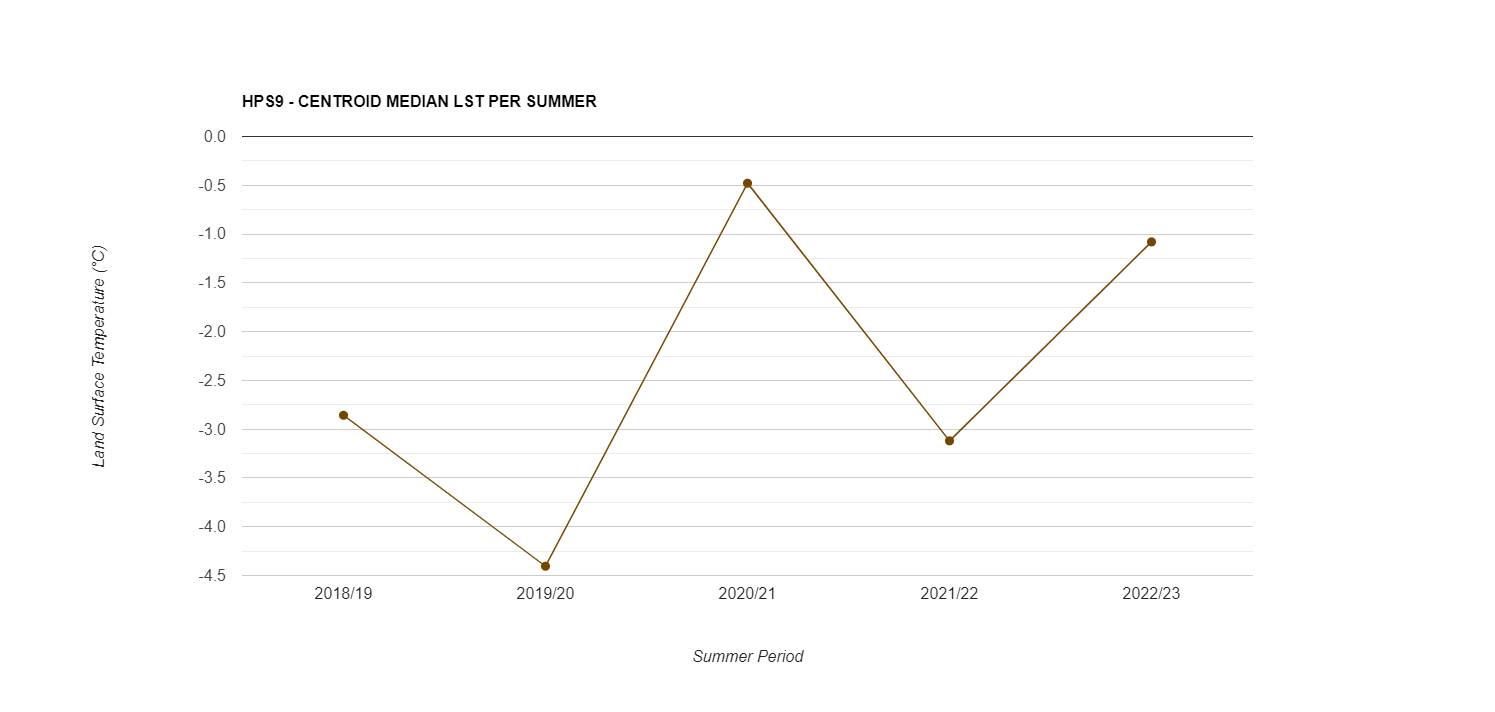 HPS9 - CENTROID MEDIAN LST PER SUMMER
0.0
-0.5
-1.0
-1.5
-2.0
-2.5
-3.0
-3.5
-4.0
-4.5
Land Surface Temperature (°C)
2018/19 2019/20 2020/21 2021/22 2022/23
Summer Period